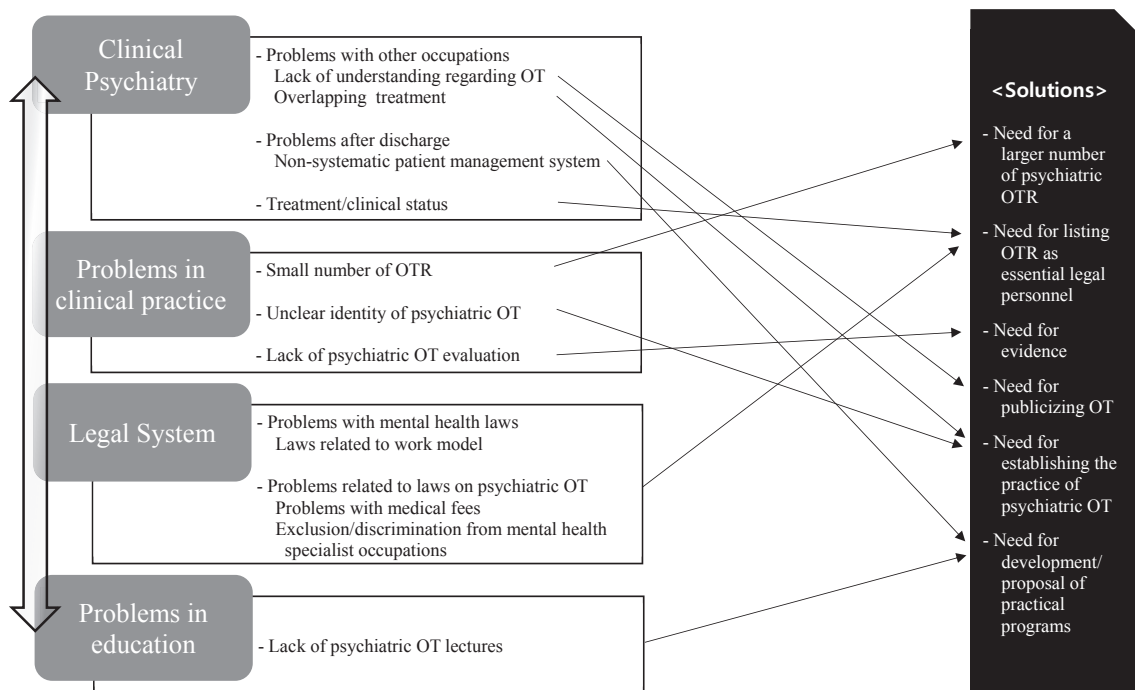 Clinical
Psychiatry
- Problems with other occupations
Lack of understanding regarding OT
Overlapping treatment
- Problems after discharge
Non-systematic patient management system
- Treatment/clinical status
Problems in
clinical practice
- Small number of OTR
- Unclear identity of psychiatric OT
- Lack of psychiatric OT evaluation
Legal System
- Problems with mental health laws
Laws related to work model
- Problems related to laws on psychiatric OT
Problems with medical fees
Exclusion/discrimination from mental health
specialist occupations
Problems in
education
- Lack of psychiatric OT lectures
<Solutions>
- Need for a
larger number
of psychiatric
OTR
- Need for listing
OTR as
essential legal
personnel
- Need for
evidence
- Need for
publicizing OT
- Need for
establishing the
practice of
psychiatric OT
- Need for
development/
proposal of
practical
programs